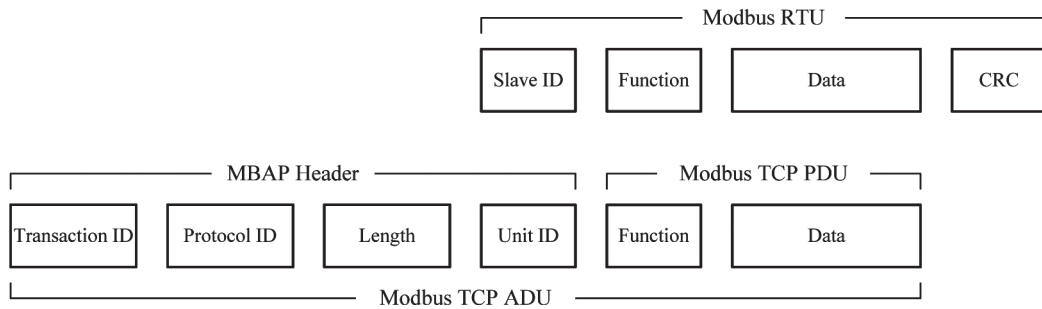 Modbus RTU
Slave ID Function Data CRC
MBAP Header Modbus TCP PDU
Transaction ID Protocol ID Length Unit ID Function Data
Modbus TCP ADU